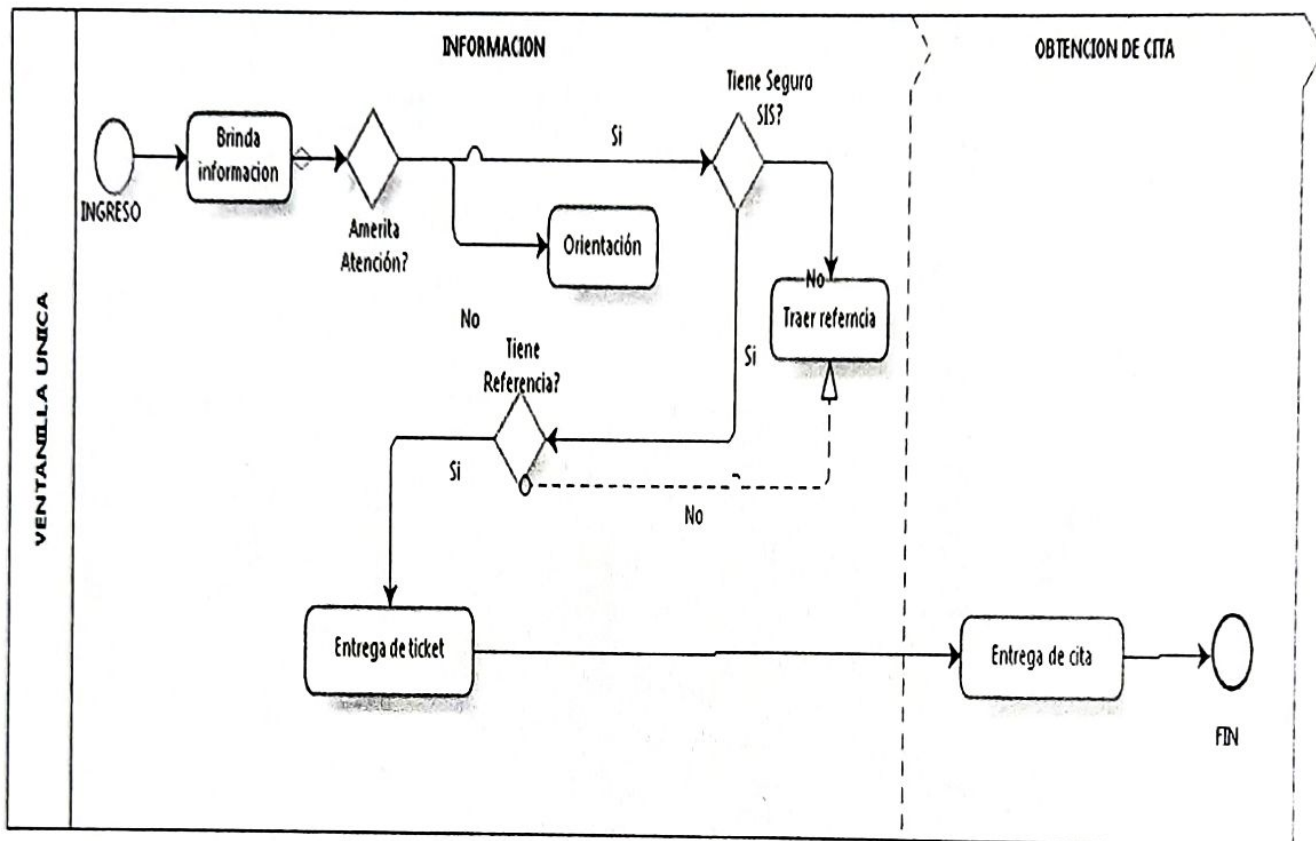 INFORMACION
OBTENCION DE CITA
Tiene Seguro
SIS?
Brinda
informacion
Si
INGRESO
Amerita
Atención?
Orientación
No
Traer referncia
No
Si
Tiene
Referencia?
Si
No
VENTANILLA UNICA
Entrega de ticket
Entrega de cita
FIN